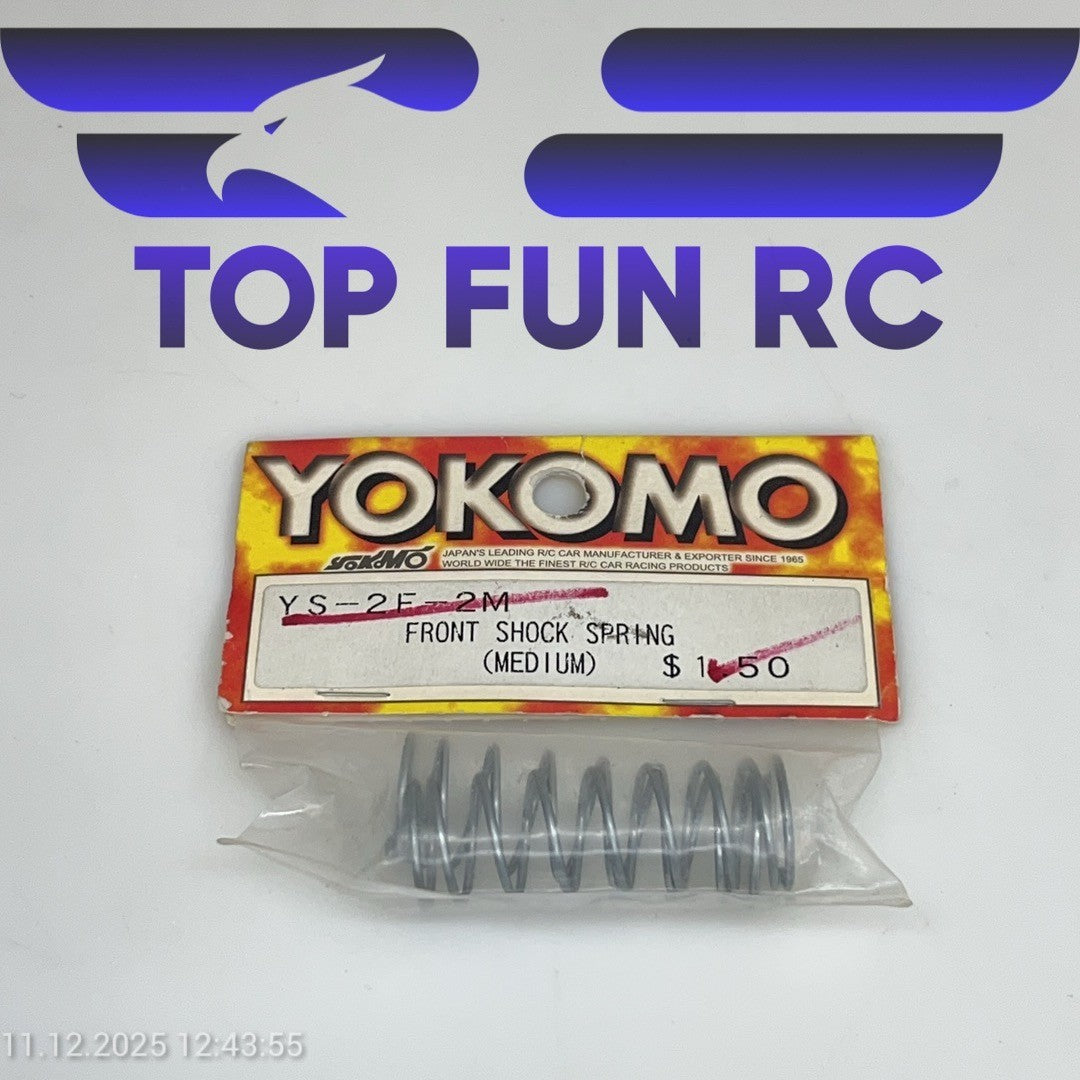 TOP FUN RC
YOKOMO
YOKOMO
JAPAN'S LEADING R/C CAR MANUFACTURER & EXPORTER SINCE 1965
WORLD WIDE THE FINEST R/C CAR RACING PRODUCTS
YS-2F-2M
FRONT SHOCK SPRING
(MEDIUM) $1.50
11.12.2025 12:43:55